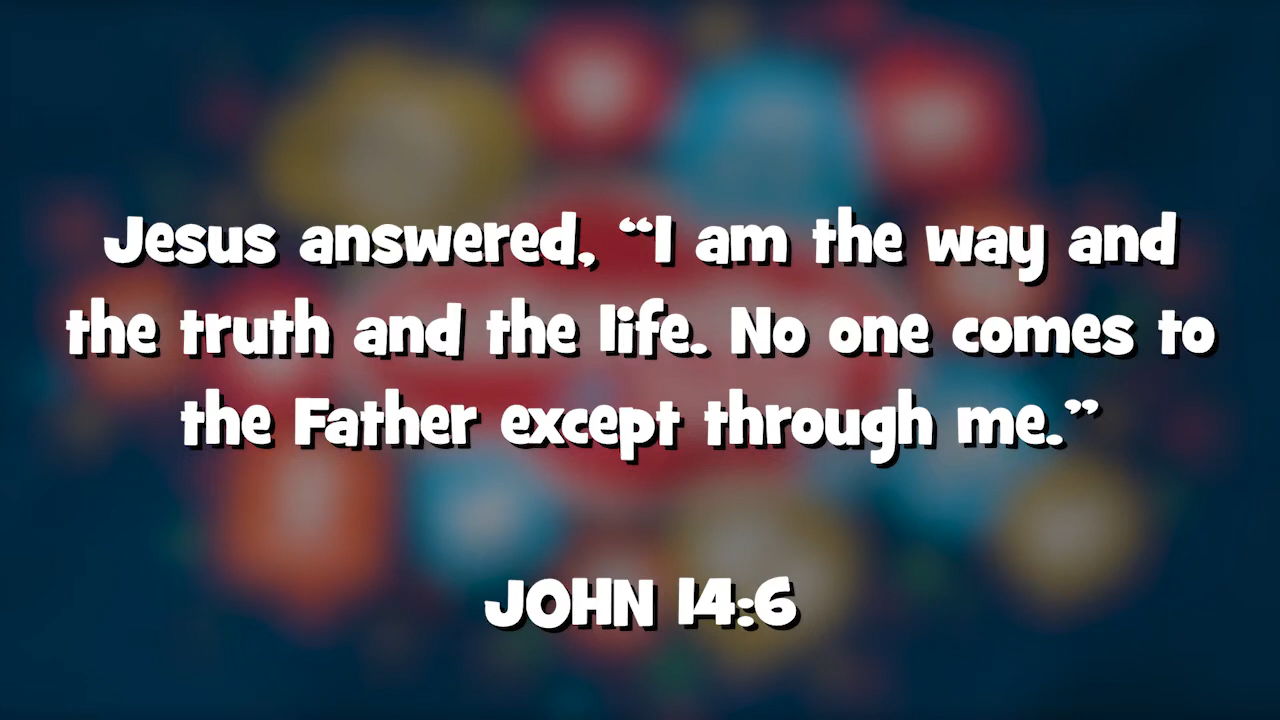 Jesus answered, “I am the way and
the truth and the life. No one comes to
the Father except through me.”
JOHN 14:6